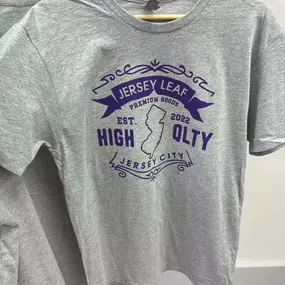 JERSEY LEAF
PREMIUM GOODS
EST. 2022
HIGH QLTY
JERSEY CITY